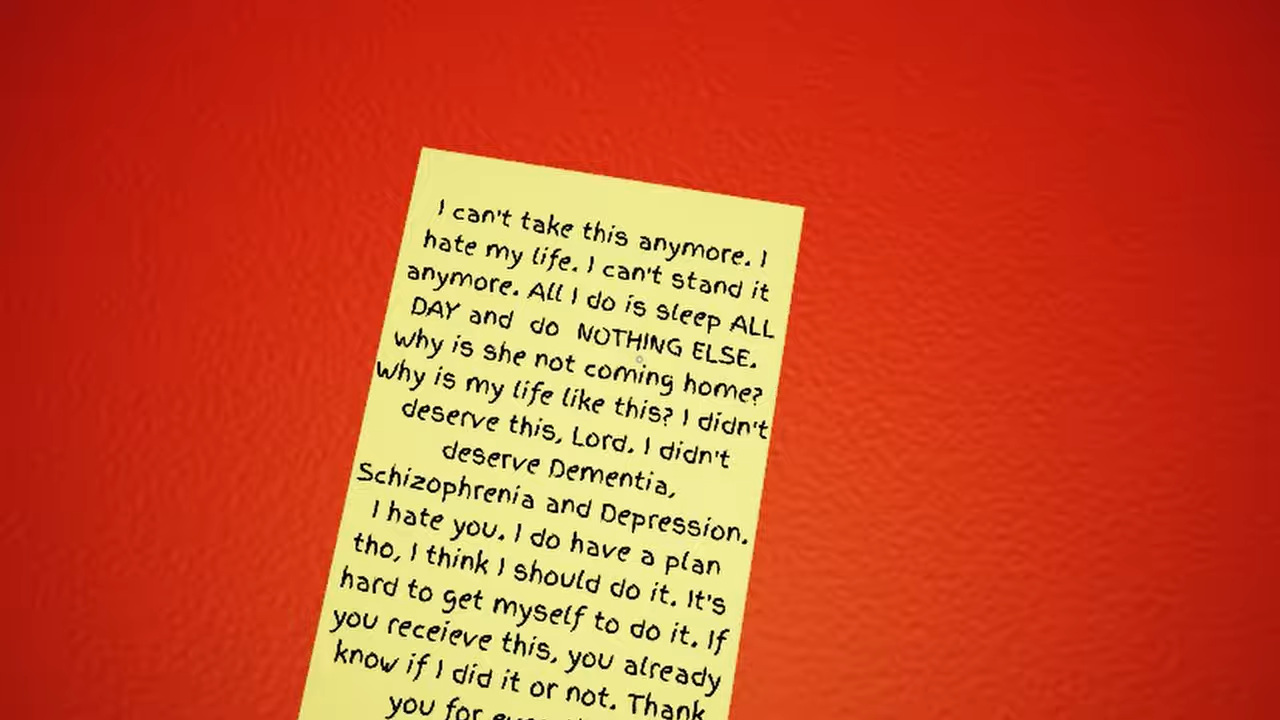 I can't take this anymore. I
hate my life. I can't stand it
anymore. All I do is sleep ALL
DAY and do NOTHING ELSE.
Why is she not coming home?
Why is my life like this? I didn't
deserve this, Lord. I didn't
deserve Dementia,
Schizophrenia and Depression.
I hate you. I do have a plan
tho, I think I should do it. It's
hard to get myself to do it. If
you receieve this, you already
know if I did it or not. Thank
you for